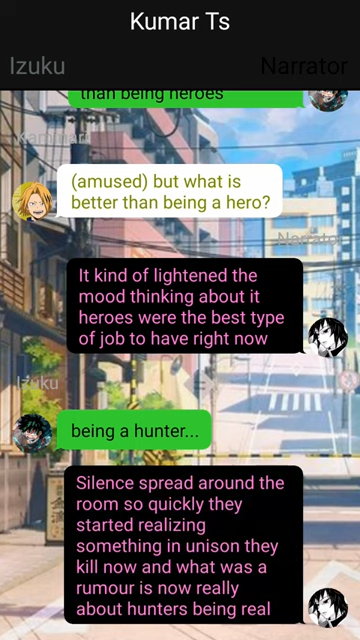 Kumar Ts
Izuku
Narrator
than being heroes
Kaminari
(amused) but what is
better than being a hero?
Narrator
It kind of lightened the
mood thinking about it
heroes were the best type
of job to have right now
Izuku
being a hunter...
Silence spread around the
room so quickly they
started realizing
something in unison they
kill now and what was a
rumour is now really
about hunters being real